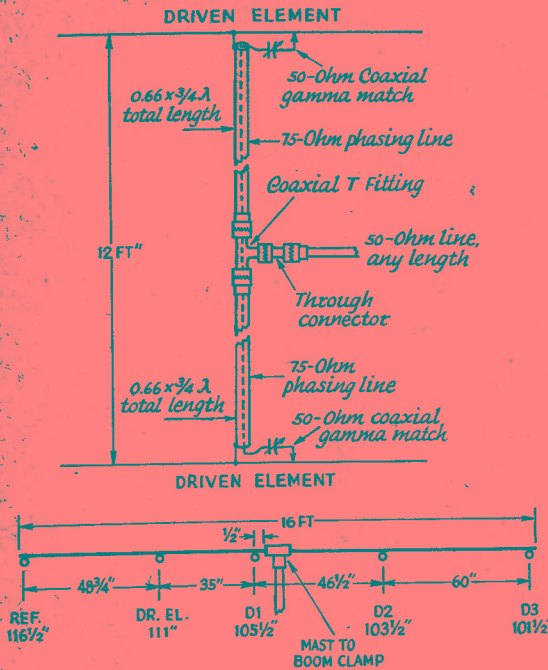 DRIVEN ELEMENT
50-Ohm Coaxial
gamma match
0.66 x 3/4 λ
total length
75-Ohm phasing line
Coaxial T Fitting
12 FT"
50-Ohm line,
any length
Through
connector
75-Ohm
phasing line
0.66 x 3/4 λ
total length
50-Ohm coaxial
gamma match
DRIVEN ELEMENT
16 FT
1/2"
48 3/4"
35"
46 1/2"
60"
REF.
116 1/2"
DR. EL.
111"
D1
105 1/2"
D2
103 1/2"
D3
101 1/2"
MAST TO
BOOM CLAMP